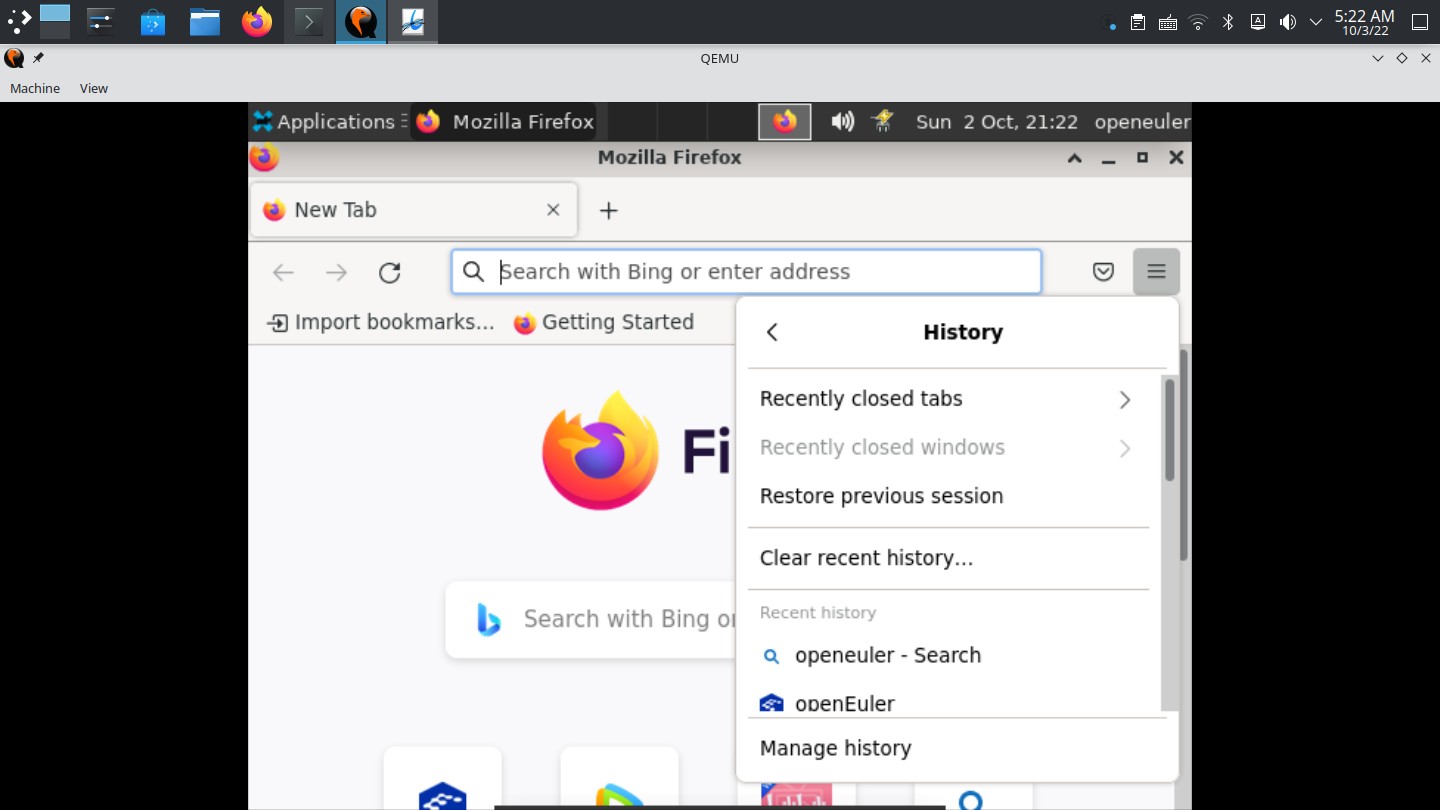 5:22 AM
10/3/22
QEMU
Machine View
Applications Mozilla Firefox Sun 2 Oct, 21:22 openeuler
Mozilla Firefox
New Tab
Search with Bing or enter address
Import bookmarks... Getting Started
History
Recently closed tabs
Recently closed windows
Restore previous session
Fi
Clear recent history...
Recent history
Search with Bing or
openeuler - Search
openEuler
Manage history